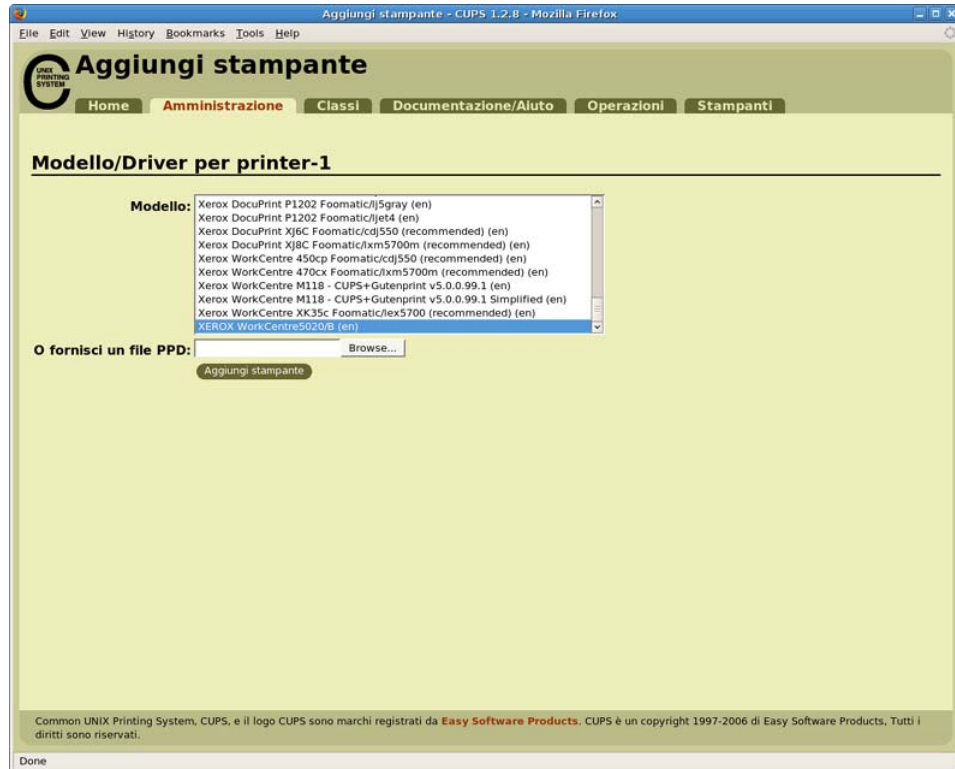 Aggiungi stampante - CUPS 1.2.8 - Mozilla Firefox
File Edit View History Bookmarks Tools Help
UNIX PRINTING SYSTEM
Aggiungi stampante
Home Amministrazione Classi Documentazione/Aiuto Operazioni Stampanti
Modello/Driver per printer-1
Modello:
Xerox DocuPrint P1202 Foomatic/lj5gray (en)
Xerox DocuPrint P1202 Foomatic/ljet4 (en)
Xerox DocuPrint XJ6C Foomatic/cdj550 (recommended) (en)
Xerox DocuPrint XJ8C Foomatic/lxm5700m (recommended) (en)
Xerox WorkCentre 450cp Foomatic/cdj550 (recommended) (en)
Xerox WorkCentre 470cx Foomatic/lxm5700m (recommended) (en)
Xerox WorkCentre M118 - CUPS+Gutenprint v5.0.0.99.1 (en)
Xerox WorkCentre M118 - CUPS+Gutenprint v5.0.0.99.1 Simplified (en)
Xerox WorkCentre XK35c Foomatic/lex5700 (recommended) (en)
XEROX WorkCentre5020/B (en)
O fornisci un file PPD: Browse...
Aggiungi stampante
Common UNIX Printing System, CUPS, e il logo CUPS sono marchi registrati da Easy Software Products. CUPS è un copyright 1997-2006 di Easy Software Products, Tutti i
diritti sono riservati.
Done